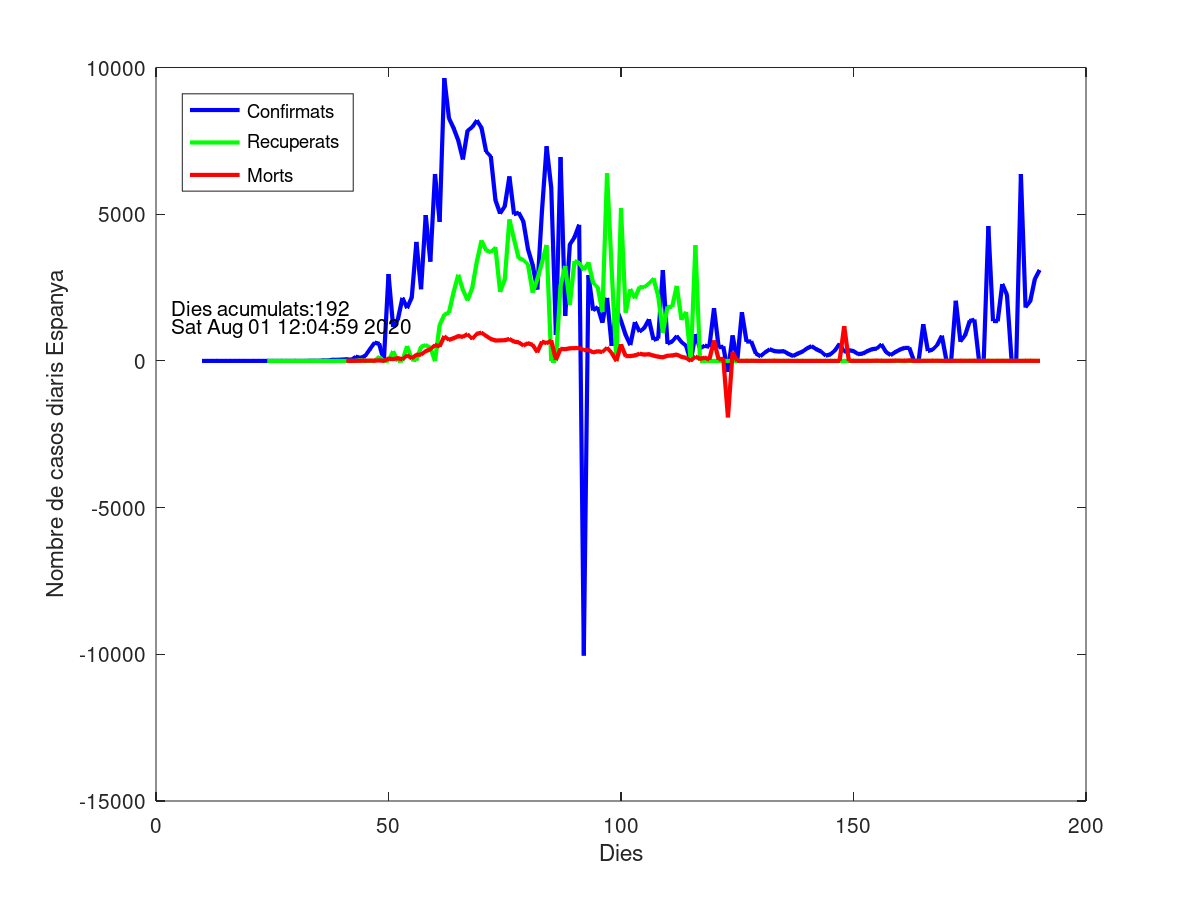 10000
5000
0
-5000
-10000
-15000
Nombre de casos diaris Espanya
Confirmats
Recuperats
Morts
Dies acumulats:192
Sat Aug 01 12:04:59 2020
0 50 100 150 200
Dies